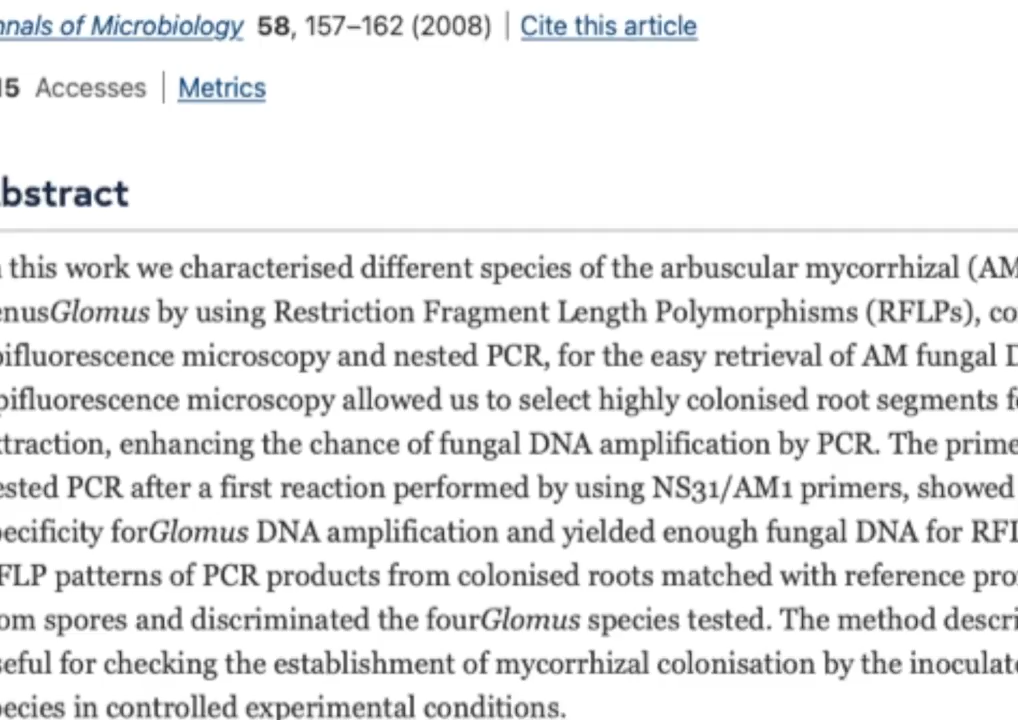 nnals of Microbiology 58, 157–162 (2008) | Cite this article
15 Accesses | Metrics
bstract
this work we characterised different species of the arbuscular mycorrhizal (AM
enusGlomus by using Restriction Fragment Length Polymorphisms (RFLPs), co
pifluorescence microscopy and nested PCR, for the easy retrieval of AM fungal D
pifluorescence microscopy allowed us to select highly colonised root segments f
traction, enhancing the chance of fungal DNA amplification by PCR. The prime
ested PCR after a first reaction performed by using NS31/AM1 primers, showed
pecificity forGlomus DNA amplification and yielded enough fungal DNA for RFL
FLP patterns of PCR products from colonised roots matched with reference pro
om spores and discriminated the fourGlomus species tested. The method descri
seful for checking the establishment of mycorrhizal colonisation by the inoculat
pecies in controlled experimental conditions.